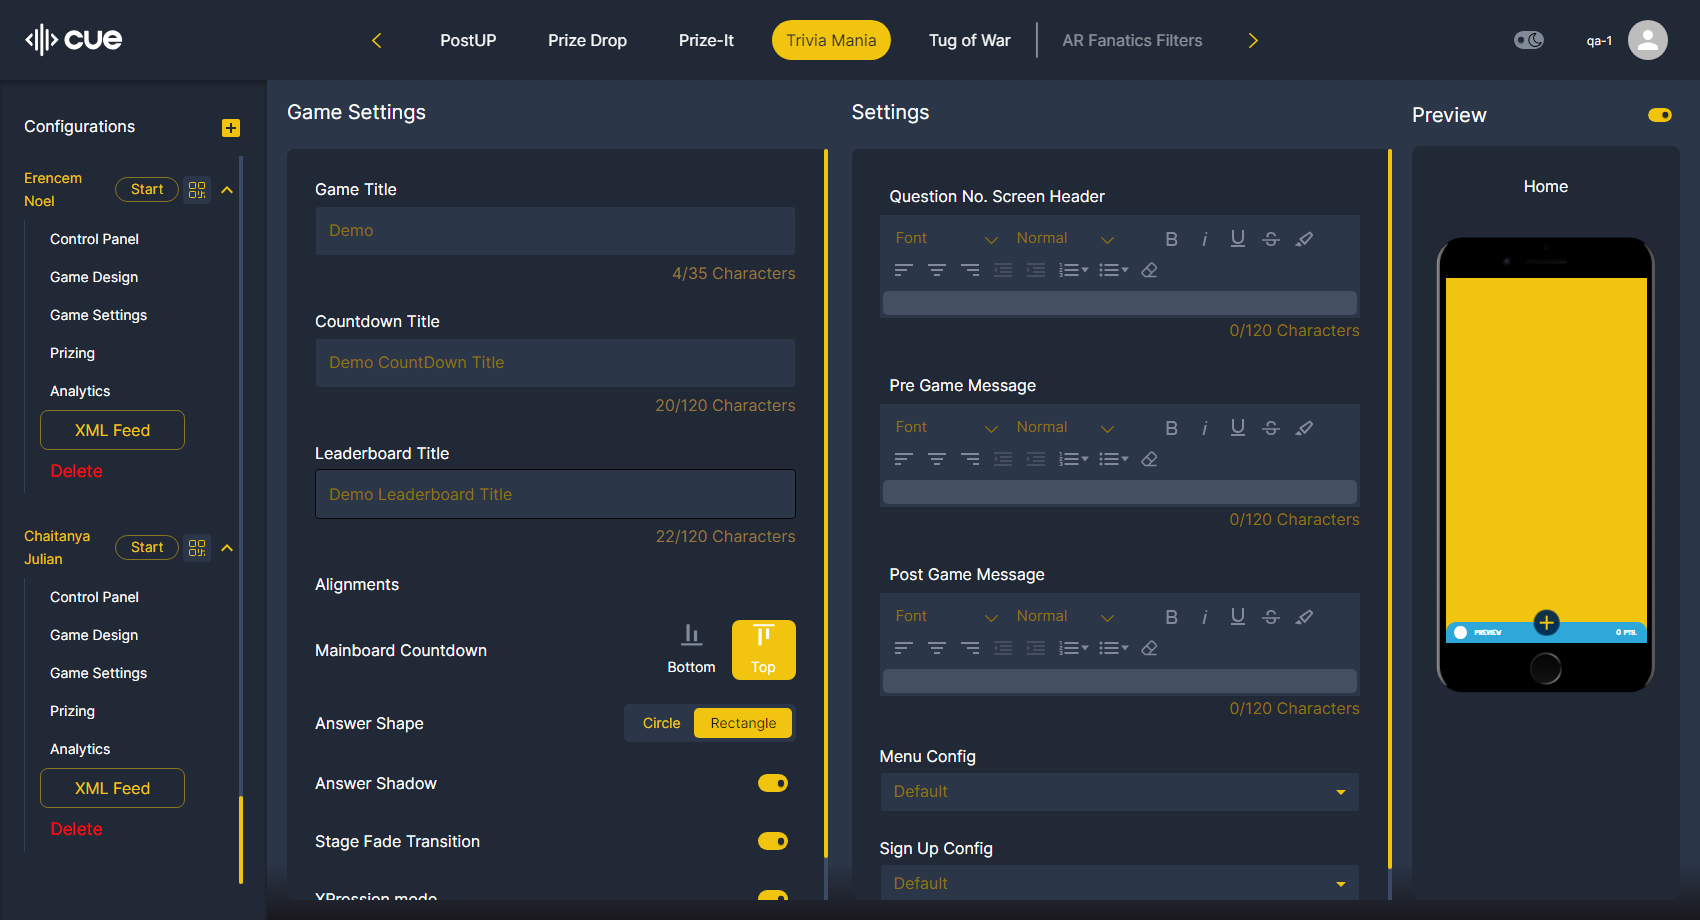 cue
PostUP
Prize Drop
Prize-It
Trivia Mania
Tug of War
AR Fanatics Filters
qa-1
Configurations
Erencem
Noel
Start
Control Panel
Game Design
Game Settings
Prizing
Analytics
XML Feed
Delete
Chaitanya
Julian
Start
Control Panel
Game Design
Game Settings
Prizing
Analytics
XML Feed
Delete
Game Settings
Game Title
Demo
4/35 Characters
Countdown Title
Demo CountDown Title
20/120 Characters
Leaderboard Title
Demo Leaderboard Title
22/120 Characters
Alignments
Mainboard Countdown
Bottom
Top
Answer Shape
Circle
Rectangle
Answer Shadow
Stage Fade Transition
XPression mode
Settings
Question No. Screen Header
Font
Normal
B i U S
0/120 Characters
Pre Game Message
Font
Normal
B i U S
0/120 Characters
Post Game Message
Font
Normal
B i U S
0/120 Characters
Menu Config
Default
Sign Up Config
Default
Preview
Home
PREVIEW
0 PTS.